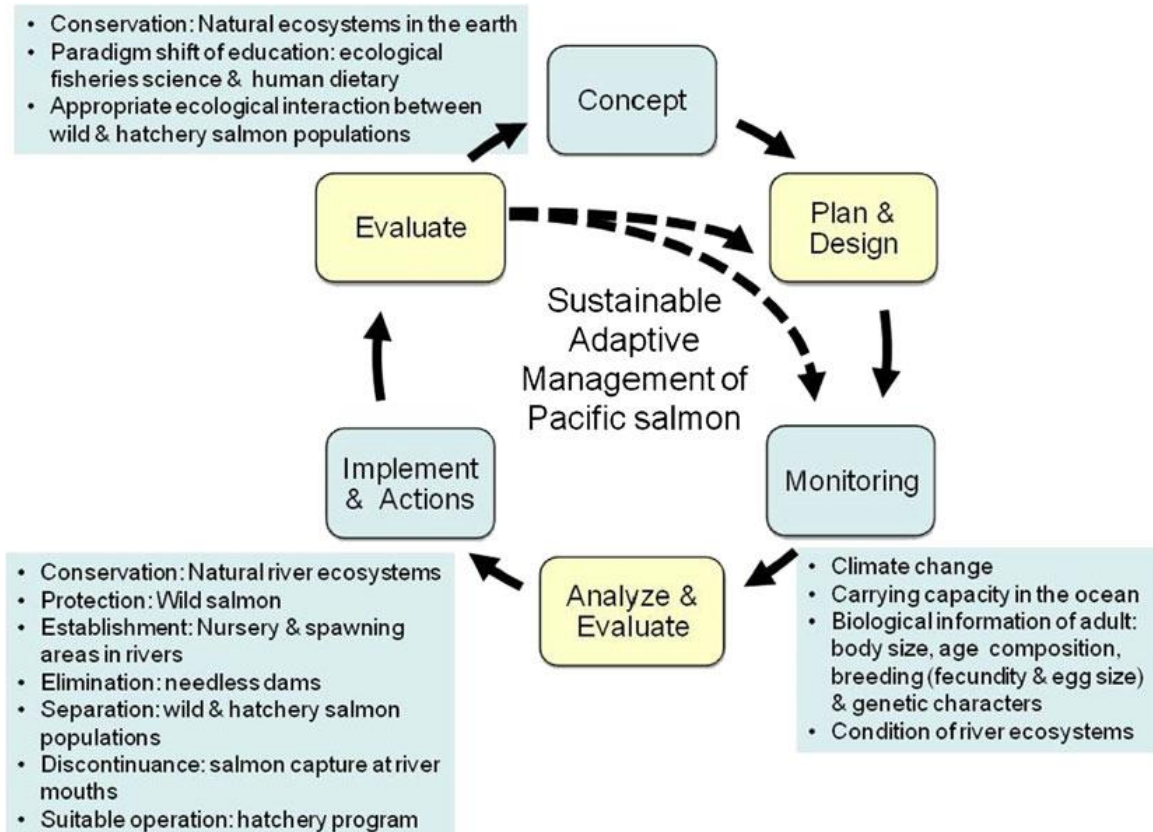 • Conservation: Natural ecosystems in the earth
• Paradigm shift of education: ecological
fisheries science & human dietary
• Appropriate ecological interaction between
wild & hatchery salmon populations
Concept
Evaluate
Plan &
Design
Sustainable
Adaptive
Management of
Pacific salmon
Implement
& Actions
Monitoring
Analyze &
Evaluate
• Conservation: Natural river ecosystems
• Protection: Wild salmon
• Establishment: Nursery & spawning
areas in rivers
• Elimination: needless dams
• Separation: wild & hatchery salmon
populations
• Discontinuance: salmon capture at river
mouths
• Suitable operation: hatchery program
• Climate change
• Carrying capacity in the ocean
• Biological information of adult:
body size, age composition,
breeding (fecundity & egg size)
& genetic characters
• Condition of river ecosystems